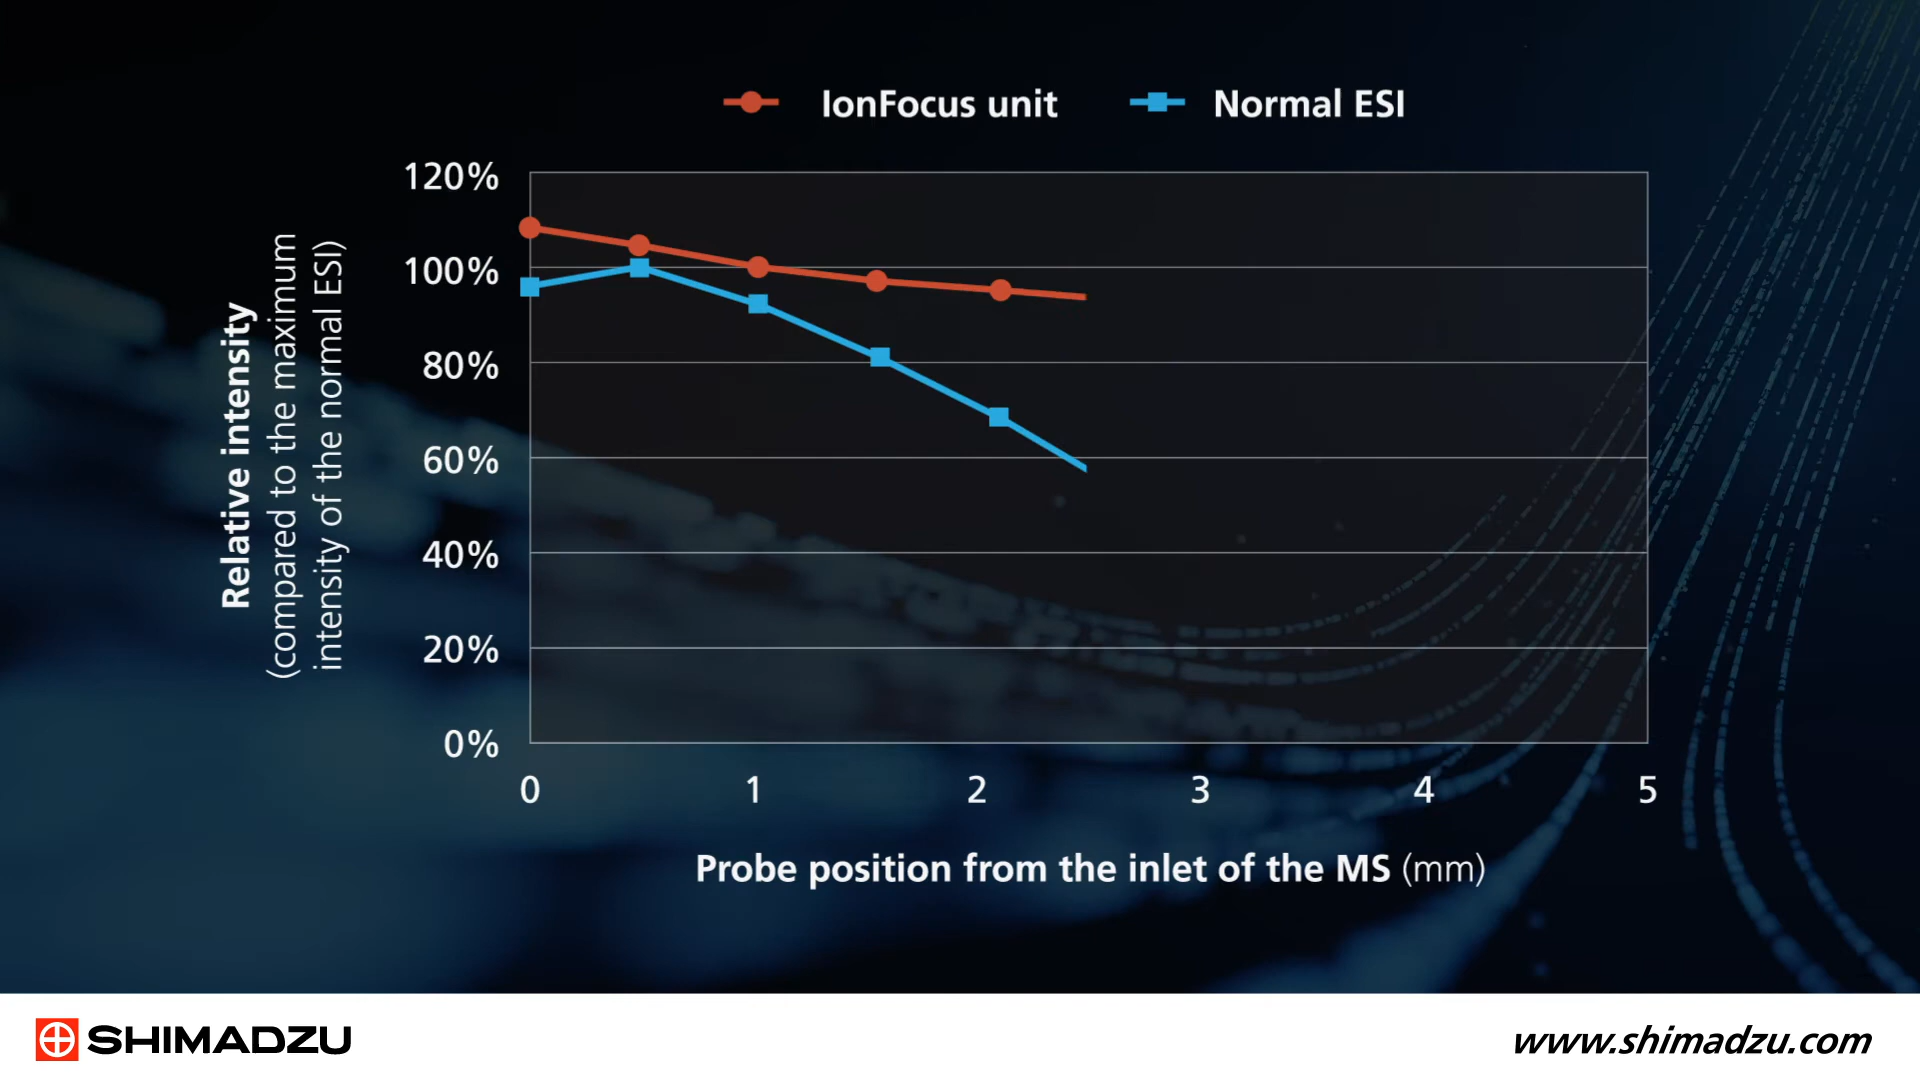 IonFocus unit
Normal ESI
Relative intensity
(compared to the maximum
intensity of the normal ESI)
120%
100%
80%
60%
40%
20%
0%
0
1
2
3
4
5
Probe position from the inlet of the MS (mm)
SHIMADZU
www.shimadzu.com